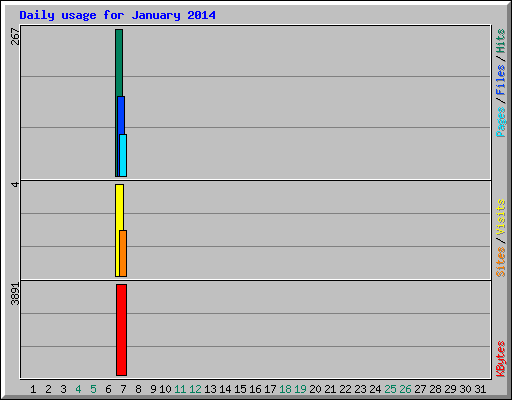 Daily usage for January 2014
267
4
3891
Pages / Files / Hits
Sites / Visits
KBytes
1 2 3 4 5 6 7 8 9 10 11 12 13 14 15 16 17 18 19 20 21 22 23 24 25 26 27 28 29 30 31